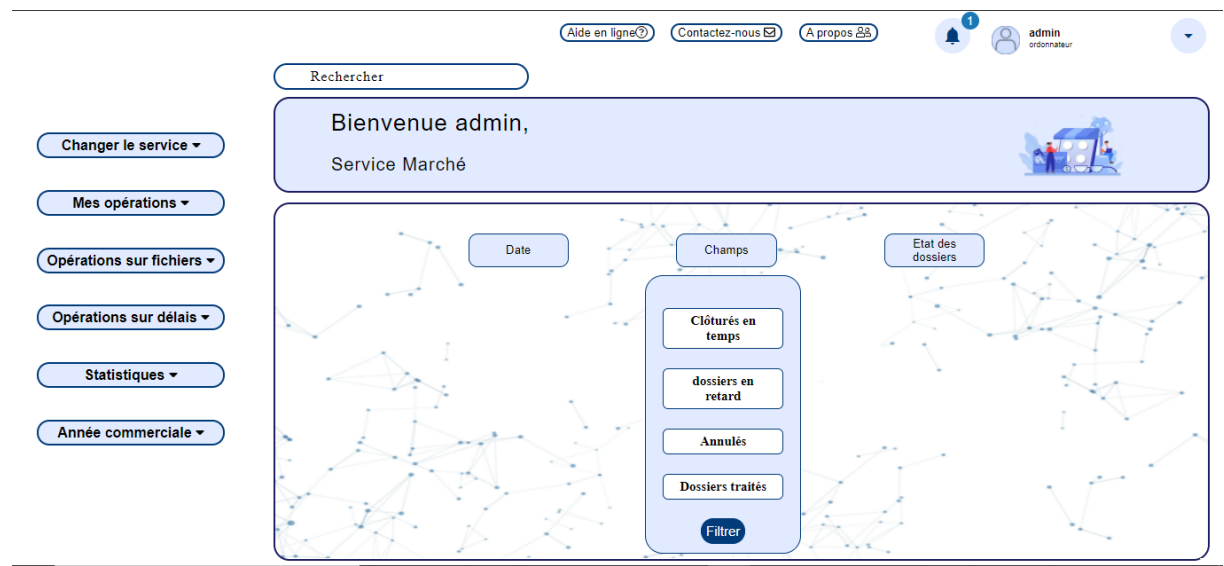 Aide en ligne
Contactez-nous
A propos
1
admin
ordonnateur
Rechercher
Bienvenue admin,
Service Marché
Changer le service
Mes opérations
Opérations sur fichiers
Opérations sur délais
Statistiques
Année commerciale
Date
Champs
Etat des
dossiers
Clôturés en
temps
dossiers en
retard
Annulés
Dossiers traités
Filtrer